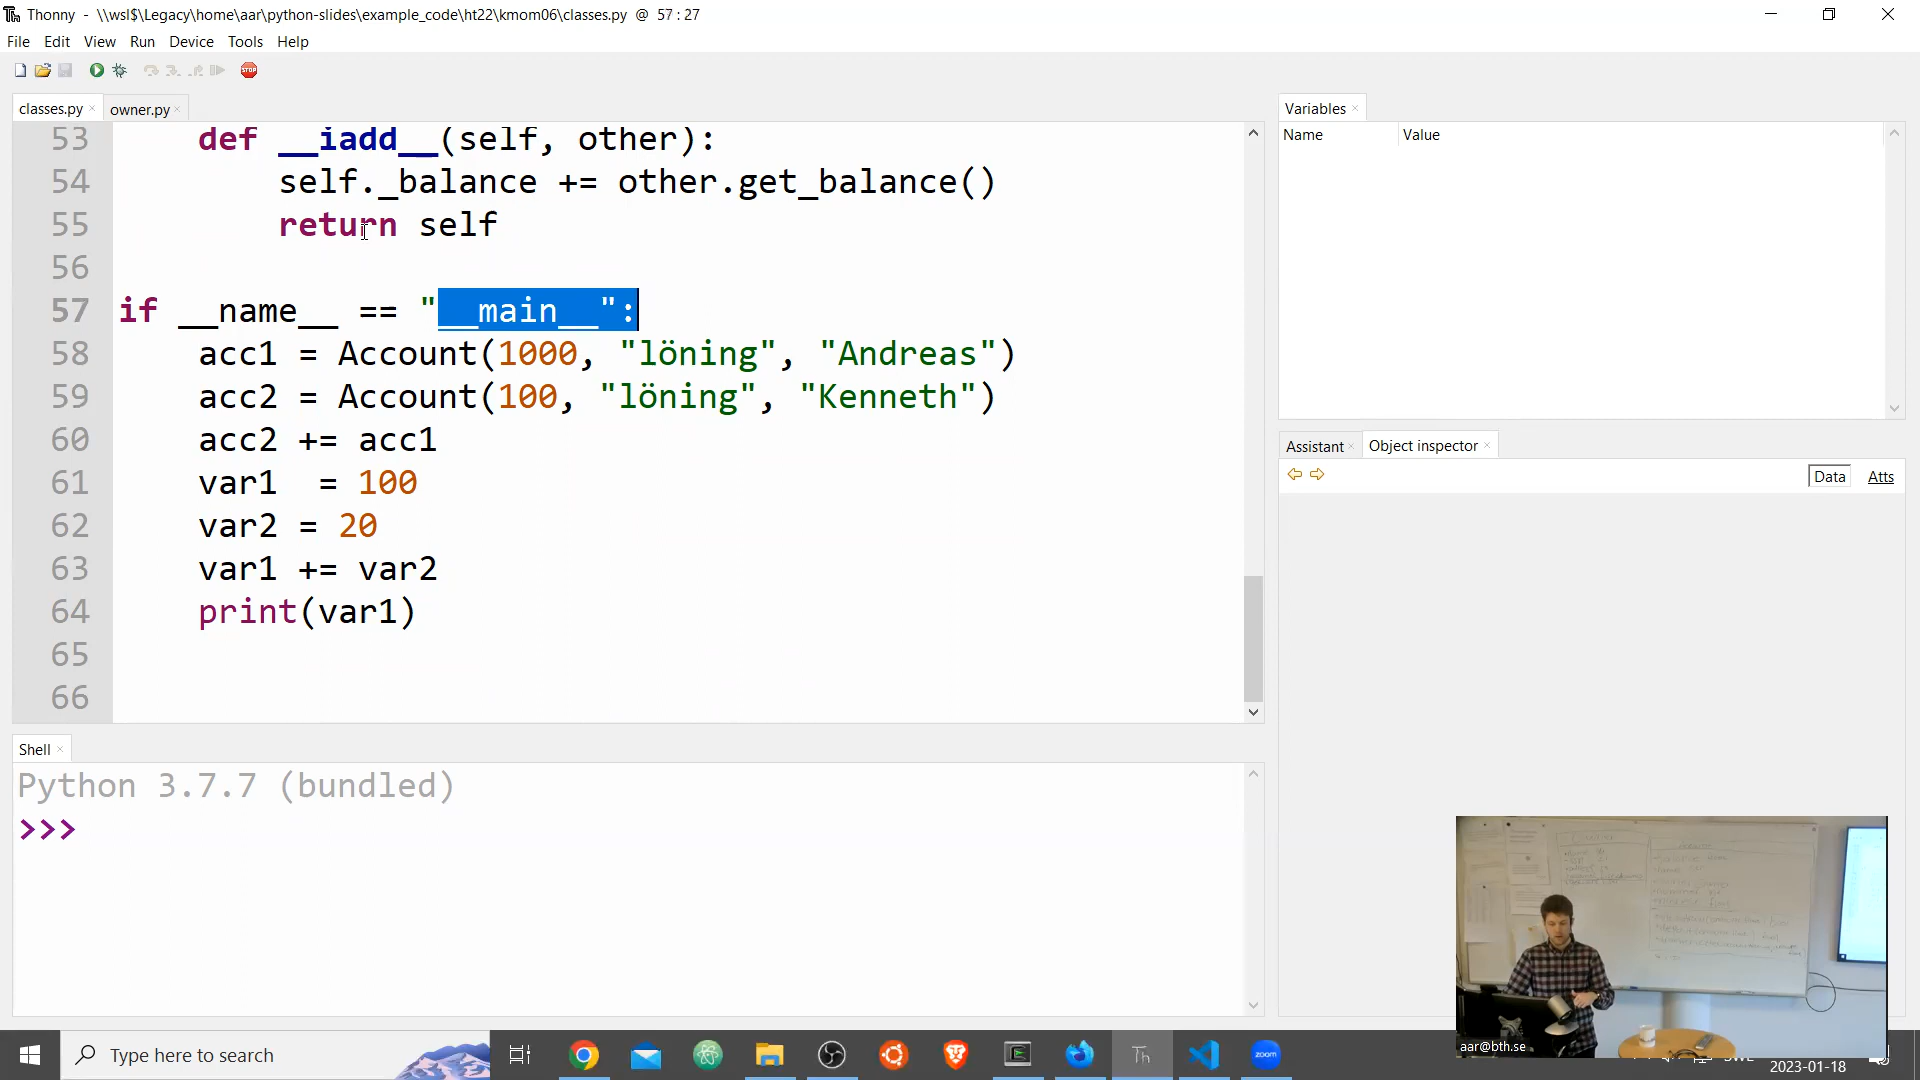 Th Thonny - \\wsl$\Legacy\home\aar\python-slides\example_code\ht22\kmom06\classes.py @ 57 : 27
File Edit View Run Device Tools Help
STOP
classes.py × owner.py ×
53 def __iadd__(self, other):
54 self._balance += other.get_balance()
55 return self
56
57 if __name__ == "__main__":
58 acc1 = Account(1000, "löning", "Andreas")
59 acc2 = Account(100, "löning", "Kenneth")
60 acc2 += acc1
61 var1  = 100
62 var2 = 20
63 var1 += var2
64 print(var1)
65
66
Variables ×
Name Value
Assistant × Object inspector ×
Data Atts
Shell ×
Python 3.7.7 (bundled)
>>>
aar@bth.se
Type here to search
Th
zoom
2023-01-18